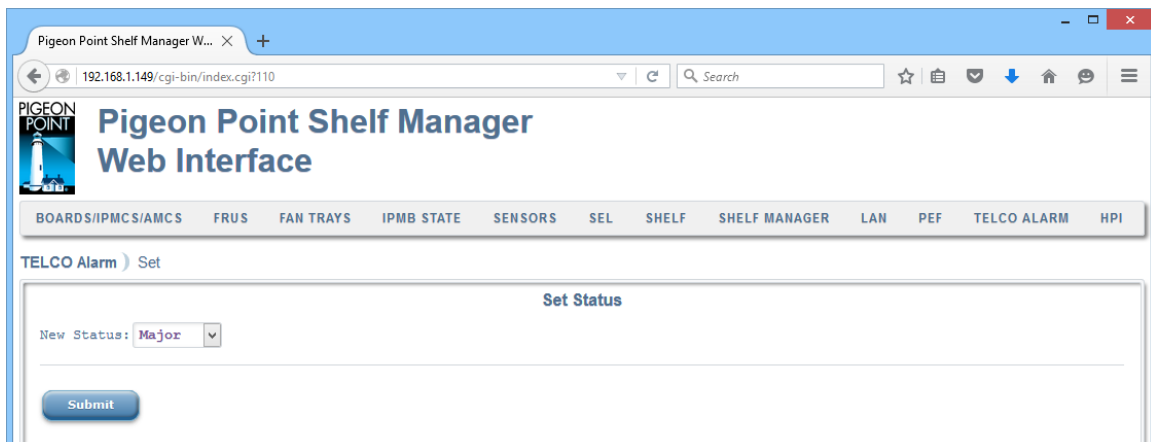 Pigeon Point Shelf Manager W...
192.168.1.149/cgi-bin/index.cgi?110
Search
PIGEON
POINT
Pigeon Point Shelf Manager
Web Interface
BOARDS/IPMCS/AMCS FRUS FAN TRAYS IPMB STATE SENSORS SEL SHELF SHELF MANAGER LAN PEF TELCO ALARM HPI
TELCO Alarm ) Set
Set Status
New Status: Major
Submit